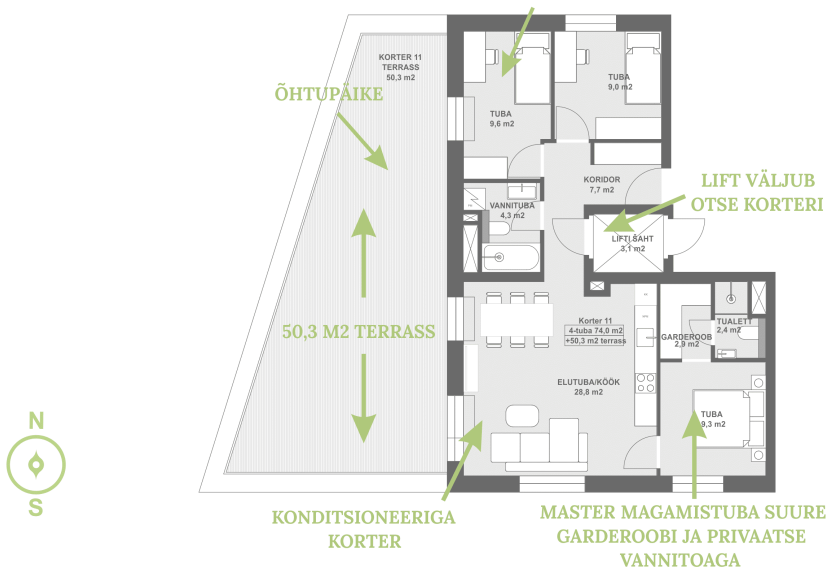 KORTER 11
TERRASS
50,3 m2
ÕHTUPÄIKE
TUBA
9,6 m2
TUBA
9,0 m2
KORIDOR
7,7 m2
LIFT VÄLJUB
OTSE KORTERI
VANNITUBA
4,3 m2
LIFTI ŠAHT
3,1 m2
50,3 M2 TERRASS
Korter 11
4-tuba 74,0 m2
+50,3 m2 terrass
TUALETT
2,4 m2
GARDEROOB
2,9 m2
ELUTUBA/KÖÖK
28,8 m2
TUBA
9,3 m2
N
S
KONDITSIONEERIGA
KORTER
MASTER MAGAMISTUBA SUURE
GARDEROOBI JA PRIVAATSE
VANNITOAGA